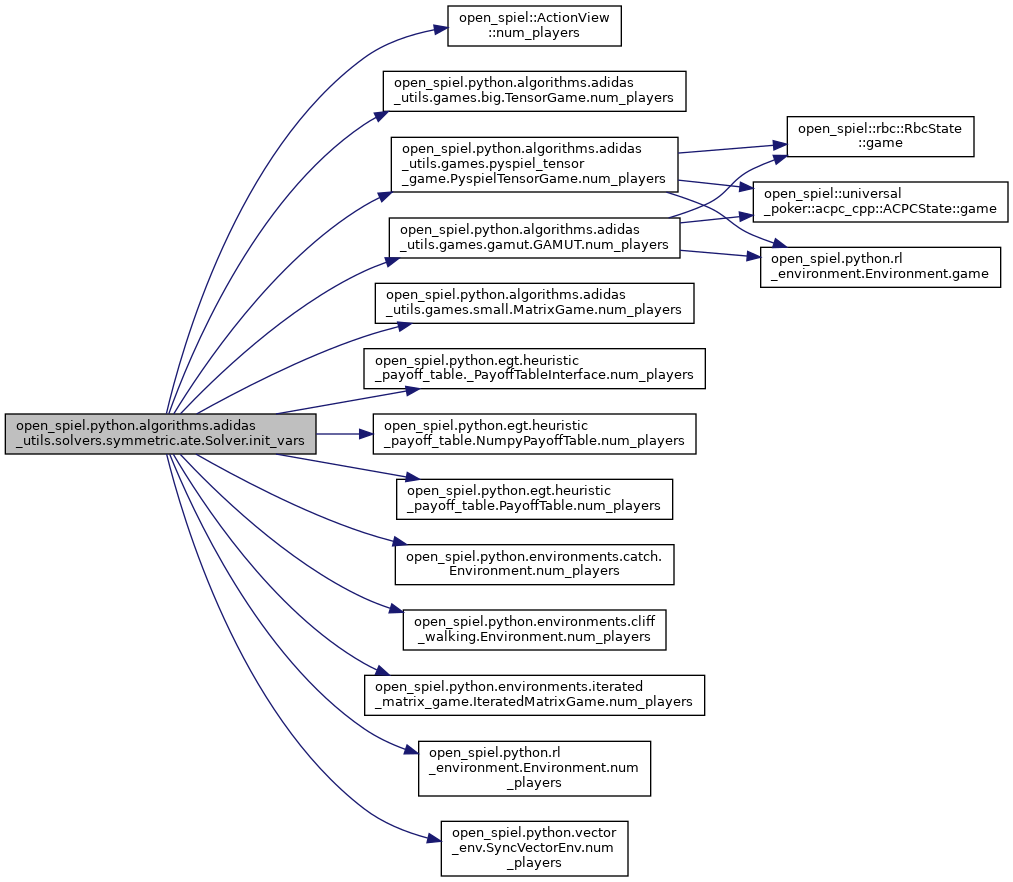 open_spiel::ActionView
::num_players
open_spiel.python.algorithms.adidas
_utils.games.big.TensorGame.num_players
open_spiel.python.algorithms.adidas
_utils.games.pyspiel_tensor
_game.PyspielTensorGame.num_players
open_spiel::rbc::RbcState
::game
open_spiel::universal
_poker::acpc_cpp::ACPCState::game
open_spiel.python.algorithms.adidas
_utils.games.gamut.GAMUT.num_players
open_spiel.python.rl
_environment.Environment.game
open_spiel.python.algorithms.adidas
_utils.games.small.MatrixGame.num_players
open_spiel.python.egt.heuristic
_payoff_table._PayoffTableInterface.num_players
open_spiel.python.algorithms.adidas
_utils.solvers.symmetric.ate.Solver.init_vars
open_spiel.python.egt.heuristic
_payoff_table.NumpyPayoffTable.num_players
open_spiel.python.egt.heuristic
_payoff_table.PayoffTable.num_players
open_spiel.python.environments.catch.
Environment.num_players
open_spiel.python.environments.cliff
_walking.Environment.num_players
open_spiel.python.environments.iterated
_matrix_game.IteratedMatrixGame.num_players
open_spiel.python.rl
_environment.Environment.num
_players
open_spiel.python.vector
_env.SyncVectorEnv.num
_players